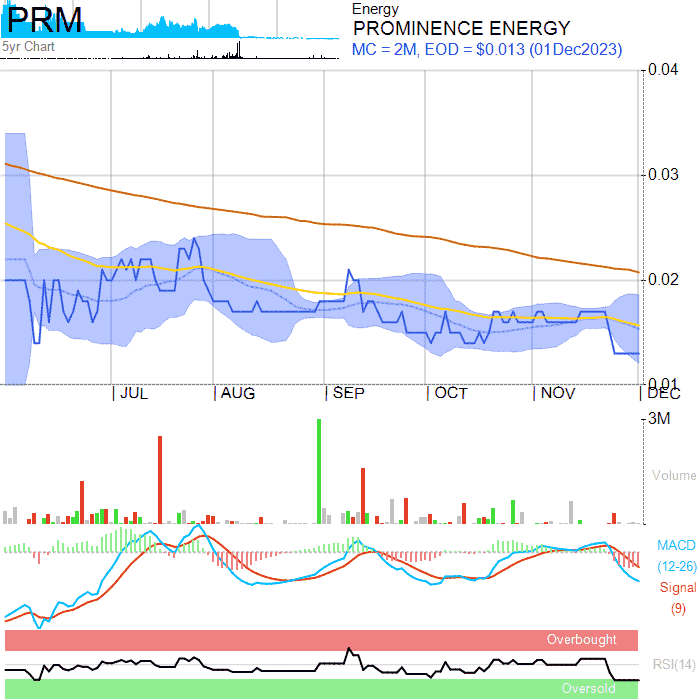 PRM
5yr Chart
Energy
PROMINENCE ENERGY
MC = 2M, EOD = $0.013 (01Dec2023)
0.04
0.03
0.02
0.01
JUL
AUG
SEP
OCT
NOV
DEC
3M
Volume
MACD
(12-26)
Signal
(9)
Overbought
RSI(14)
Oversold